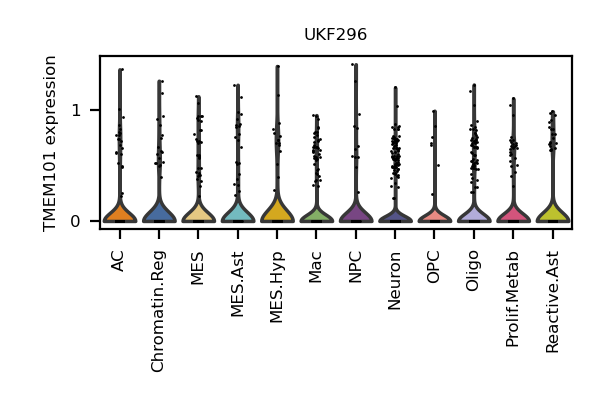 UKF296
TMEM101 expression
1
0
AC
Chromatin.Reg
MES
MES.Ast
MES.Hyp
Mac
NPC
Neuron
OPC
Oligo
Prolif.Metab
Reactive.Ast